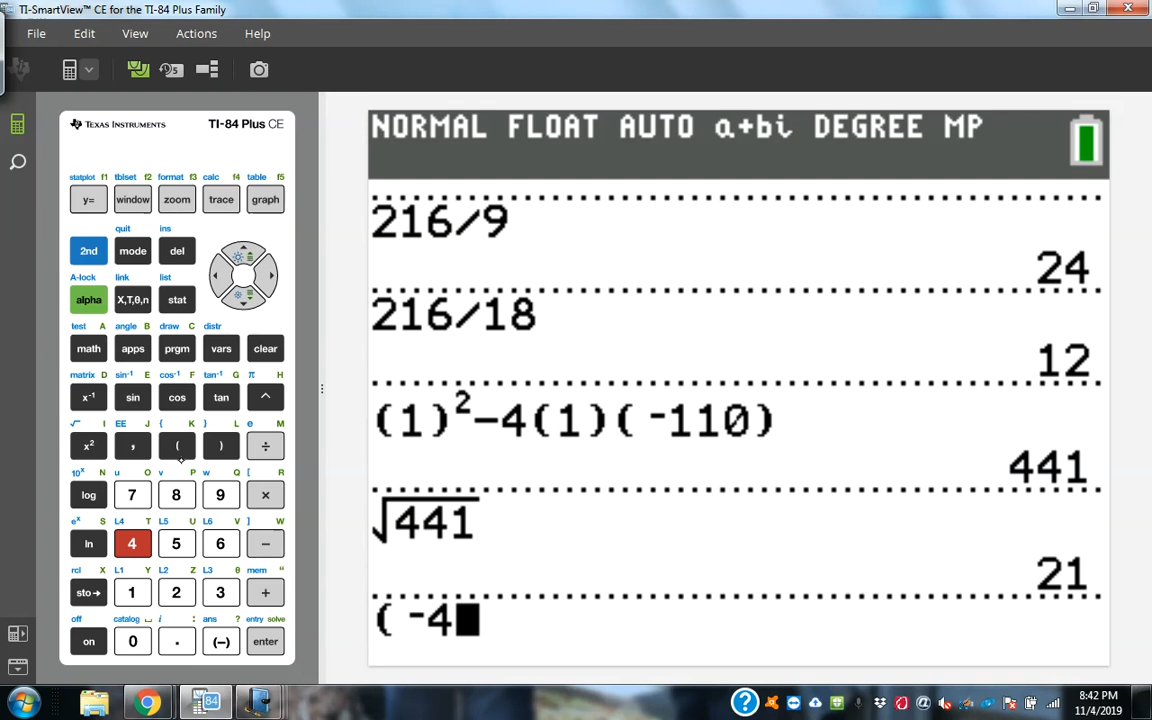 TI-SmartView™ CE for the TI-84 Plus Family
File Edit View Actions Help
TEXAS INSTRUMENTS TI-84 Plus CE
statplot f1 tblset f2 format f3 calc f4 table f5
y= window zoom trace graph
quit ins
2nd mode del
A-lock link list
alpha X,T,θ,n stat
test A angle B draw C distr
math apps prgm vars clear
matrix D sin⁻¹ E cos⁻¹ F tan⁻¹ G π H
x⁻¹ sin cos tan ^
√ I EE J { K } L e M
x² , ( ) ÷
10ˣ N u O v P w Q [ R
log 7 8 9 ×
eˣ S L4 T L5 U L6 V ] W
ln 4 5 6 −
rcl X L1 Y L2 Z L3 θ mem "
sto→ 1 2 3 +
off catalog i : ans ? entry solve
on 0 . (−) enter
NORMAL FLOAT AUTO a+bi DEGREE MP
216/9
24
216/18
12
(1)²−4(1)(⁻110)
441
√441
21
(⁻4
8:42 PM
11/4/2019